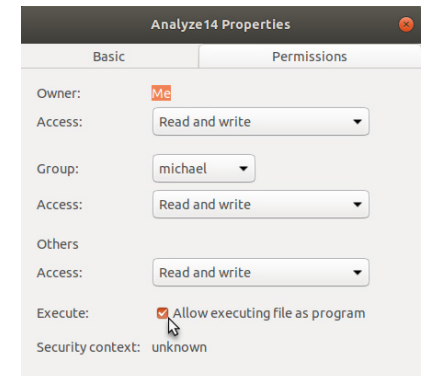 Analyze14 Properties
Basic Permissions
Owner: Me
Access: Read and write
Group: michael
Access: Read and write
Others
Access: Read and write
Execute: Allow executing file as program
Security context: unknown